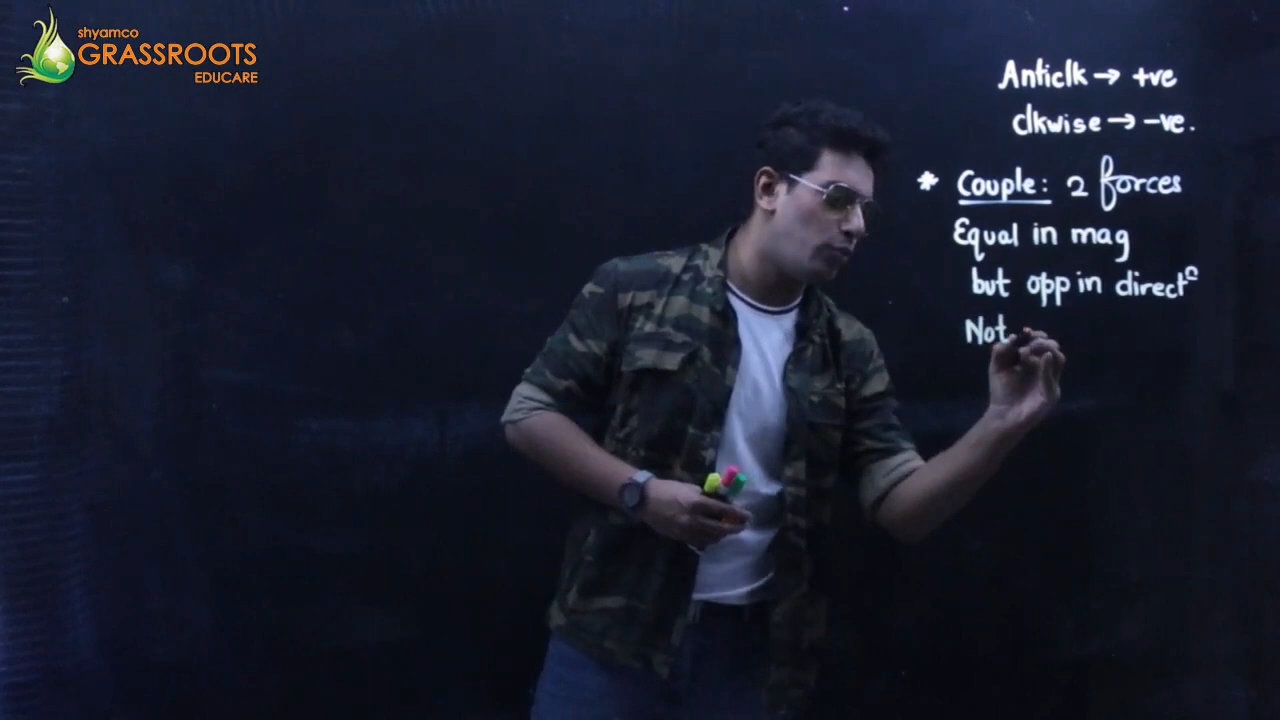 shyamco
GRASSROOTS
EDUCARE
Anticlk → +ve
clkwise → -ve.
* Couple: 2 forces
Equal in mag
but opp in directⁿ
Not